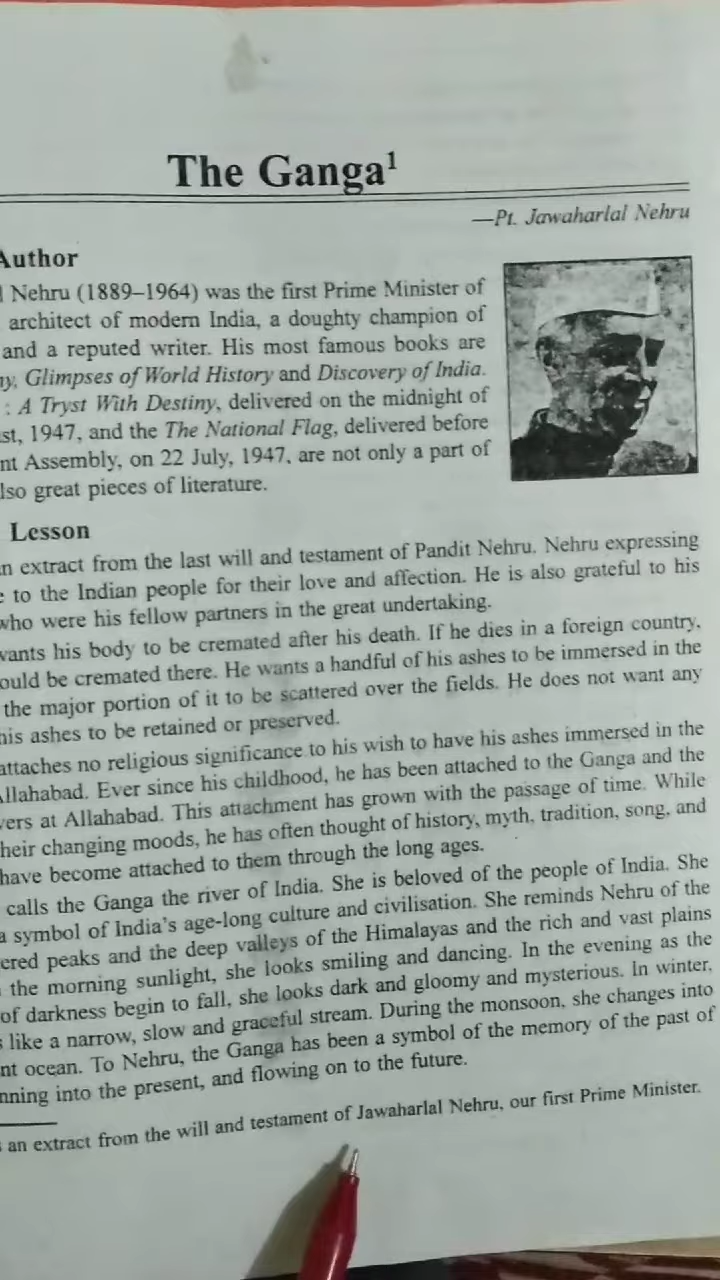 The Ganga¹
—Pt. Jawaharlal Nehru
Author
Nehru (1889–1964) was the first Prime Minister of
architect of modern India, a doughty champion of
and a reputed writer. His most famous books are
Glimpses of World History and Discovery of India.
: A Tryst With Destiny, delivered on the midnight of
1947, and the The National Flag, delivered before
Assembly, on 22 July, 1947, are not only a part of
great pieces of literature.
Lesson
extract from the last will and testament of Pandit Nehru. Nehru expressing
to the Indian people for their love and affection. He is also grateful to his
who were his fellow partners in the great undertaking.
wants his body to be cremated after his death. If he dies in a foreign country,
be cremated there. He wants a handful of his ashes to be immersed in the
the major portion of it to be scattered over the fields. He does not want any
his ashes to be retained or preserved.
attaches no religious significance to his wish to have his ashes immersed in the
Allahabad. Ever since his childhood, he has been attached to the Ganga and the
at Allahabad. This attachment has grown with the passage of time. While
their changing moods, he has often thought of history, myth, tradition, song, and
have become attached to them through the long ages.
calls the Ganga the river of India. She is beloved of the people of India. She
a symbol of India's age-long culture and civilisation. She reminds Nehru of the
peaks and the deep valleys of the Himalayas and the rich and vast plains
the morning sunlight, she looks smiling and dancing. In the evening as the
of darkness begin to fall, she looks dark and gloomy and mysterious. In winter,
like a narrow, slow and graceful stream. During the monsoon, she changes into
ocean. To Nehru, the Ganga has been a symbol of the memory of the past of
into the present, and flowing on to the future.
an extract from the will and testament of Jawaharlal Nehru, our first Prime Minister.